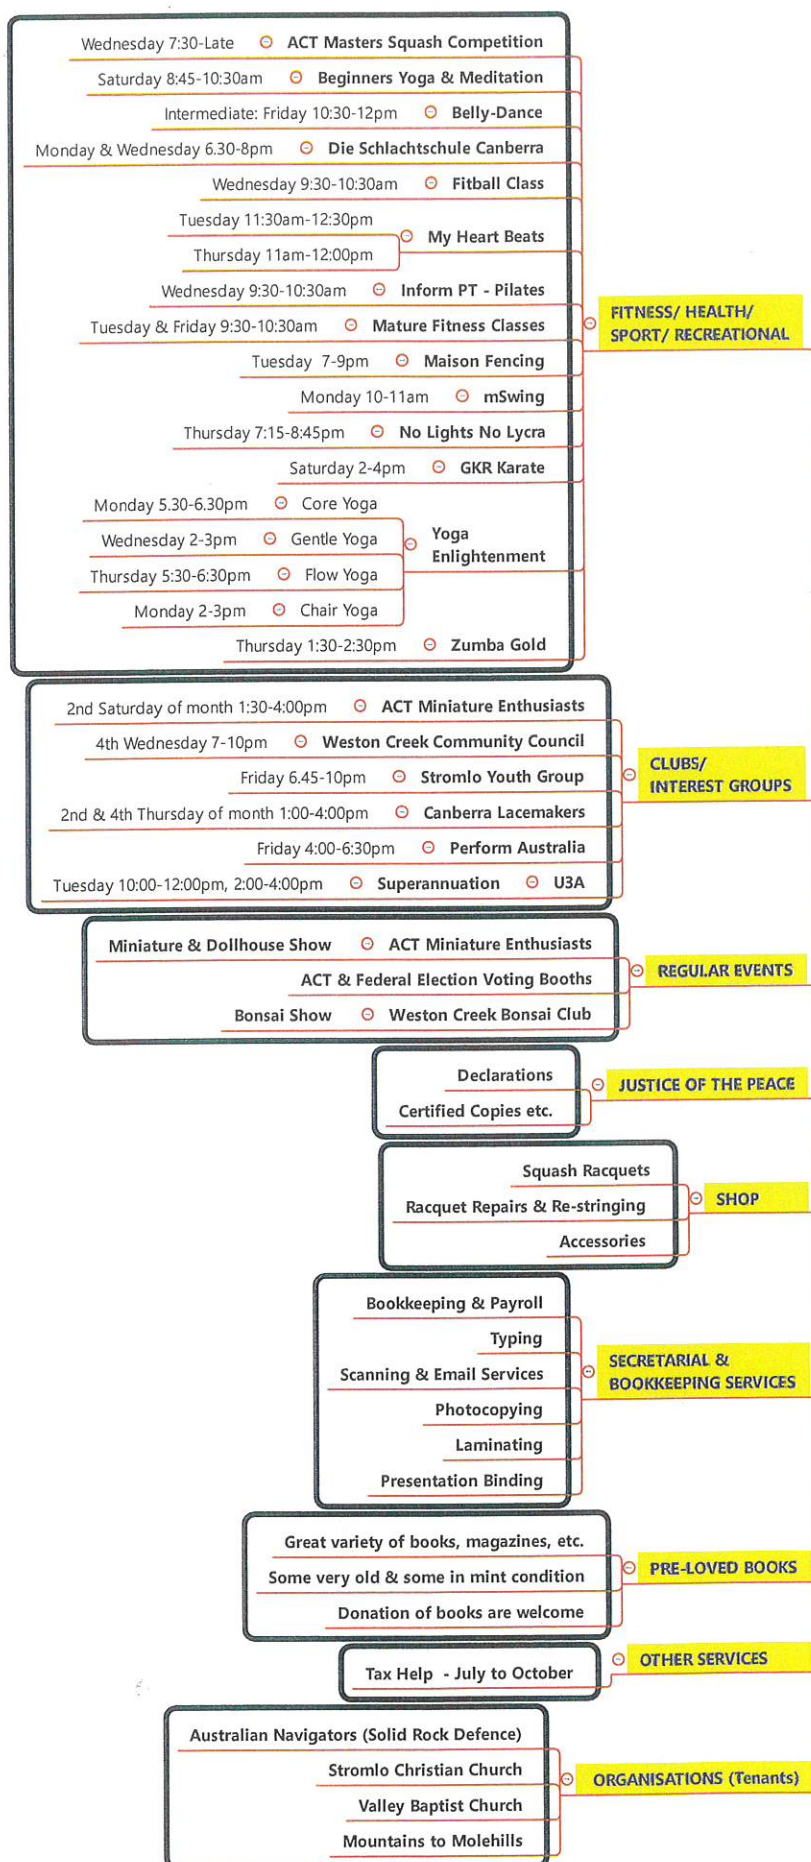 Wednesday 7:30-Late ACT Masters Squash Competition
Saturday 8:45-10:30am Beginners Yoga & Meditation
Intermediate: Friday 10:30-12pm Belly-Dance
Monday & Wednesday 6.30-8pm Die Schlachtschule Canberra
Wednesday 9:30-10:30am Fitball Class
Tuesday 11:30am-12:30pm
My Heart Beats
Thursday 11am-12:00pm
Wednesday 9:30-10:30am Inform PT - Pilates
Tuesday & Friday 9:30-10:30am Mature Fitness Classes
Tuesday 7-9pm Maison Fencing
Monday 10-11am mSwing
Thursday 7:15-8:45pm No Lights No Lycra
Saturday 2-4pm GKR Karate
Monday 5.30-6.30pm Core Yoga
Wednesday 2-3pm Gentle Yoga
Thursday 5:30-6:30pm Flow Yoga
Monday 2-3pm Chair Yoga
Yoga
Enlightenment
Thursday 1:30-2:30pm Zumba Gold
FITNESS/ HEALTH/
SPORT/ RECREATIONAL
2nd Saturday of month 1:30-4:00pm ACT Miniature Enthusiasts
4th Wednesday 7-10pm Weston Creek Community Council
Friday 6.45-10pm Stromlo Youth Group
2nd & 4th Thursday of month 1:00-4:00pm Canberra Lacemakers
Friday 4:00-6:30pm Perform Australia
Tuesday 10:00-12:00pm, 2:00-4:00pm Superannuation U3A
CLUBS/
INTEREST GROUPS
Miniature & Dollhouse Show ACT Miniature Enthusiasts
ACT & Federal Election Voting Booths
Bonsai Show Weston Creek Bonsai Club
REGULAR EVENTS
Declarations
Certified Copies etc.
JUSTICE OF THE PEACE
Squash Racquets
Racquet Repairs & Re-stringing
Accessories
SHOP
Bookkeeping & Payroll
Typing
Scanning & Email Services
Photocopying
Laminating
Presentation Binding
SECRETARIAL &
BOOKKEEPING SERVICES
Great variety of books, magazines, etc.
Some very old & some in mint condition
Donation of books are welcome
PRE-LOVED BOOKS
Tax Help - July to October
OTHER SERVICES
Australian Navigators (Solid Rock Defence)
Stromlo Christian Church
Valley Baptist Church
Mountains to Molehills
ORGANISATIONS (Tenants)